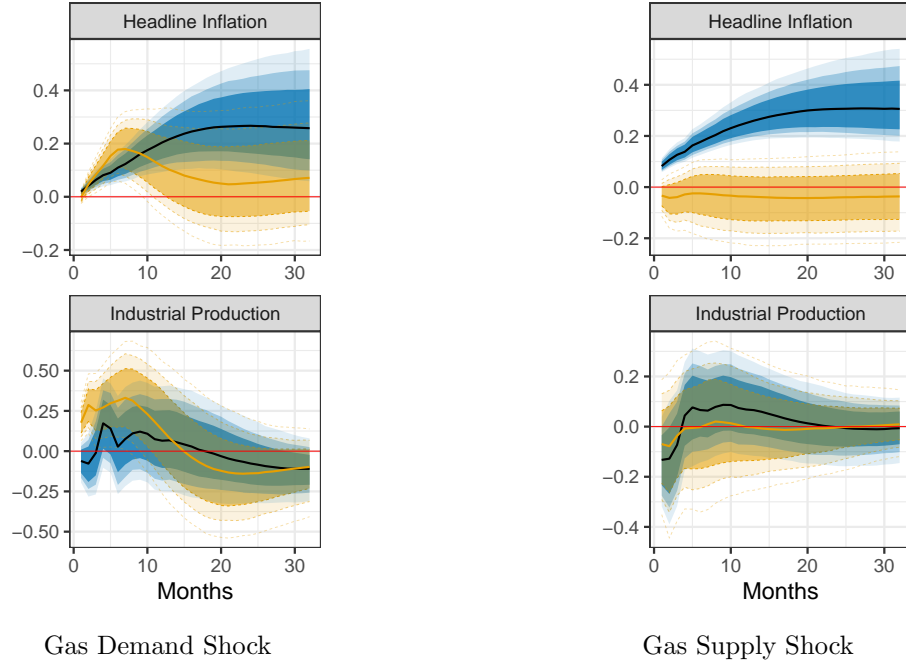 Headline Inflation
0.4
0.2
0.0
−0.2
0 10 20 30
Industrial Production
0.50
0.25
0.00
−0.25
−0.50
0 10 20 30
Months
Gas Demand Shock
Headline Inflation
0.4
0.2
0.0
−0.2
0 10 20 30
Industrial Production
0.2
0.0
−0.2
−0.4
0 10 20 30
Months
Gas Supply Shock